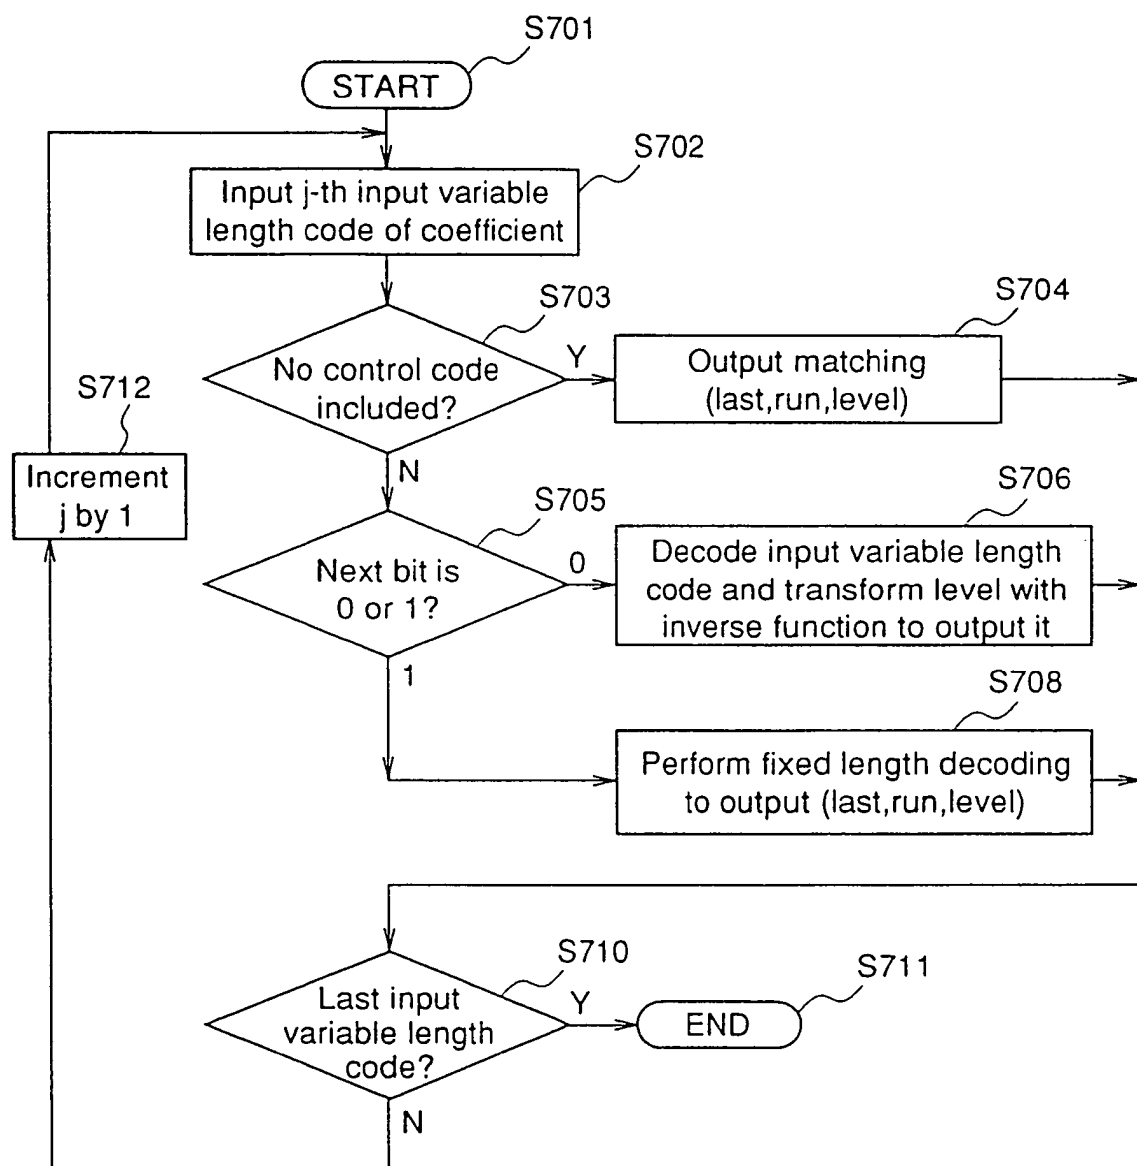 S701
START
S702
Input j-th input variable
length code of coefficient
S703
S704
No control code
included?
Y
Output matching
(last,run,level)
S712
Increment
j by 1
N
S705
S706
Next bit is
0 or 1?
0
Decode input variable length
code and transform level with
inverse function to output it
1
S708
Perform fixed length decoding
to output (last,run,level)
S710
S711
Last input
variable length
code?
Y
END
N